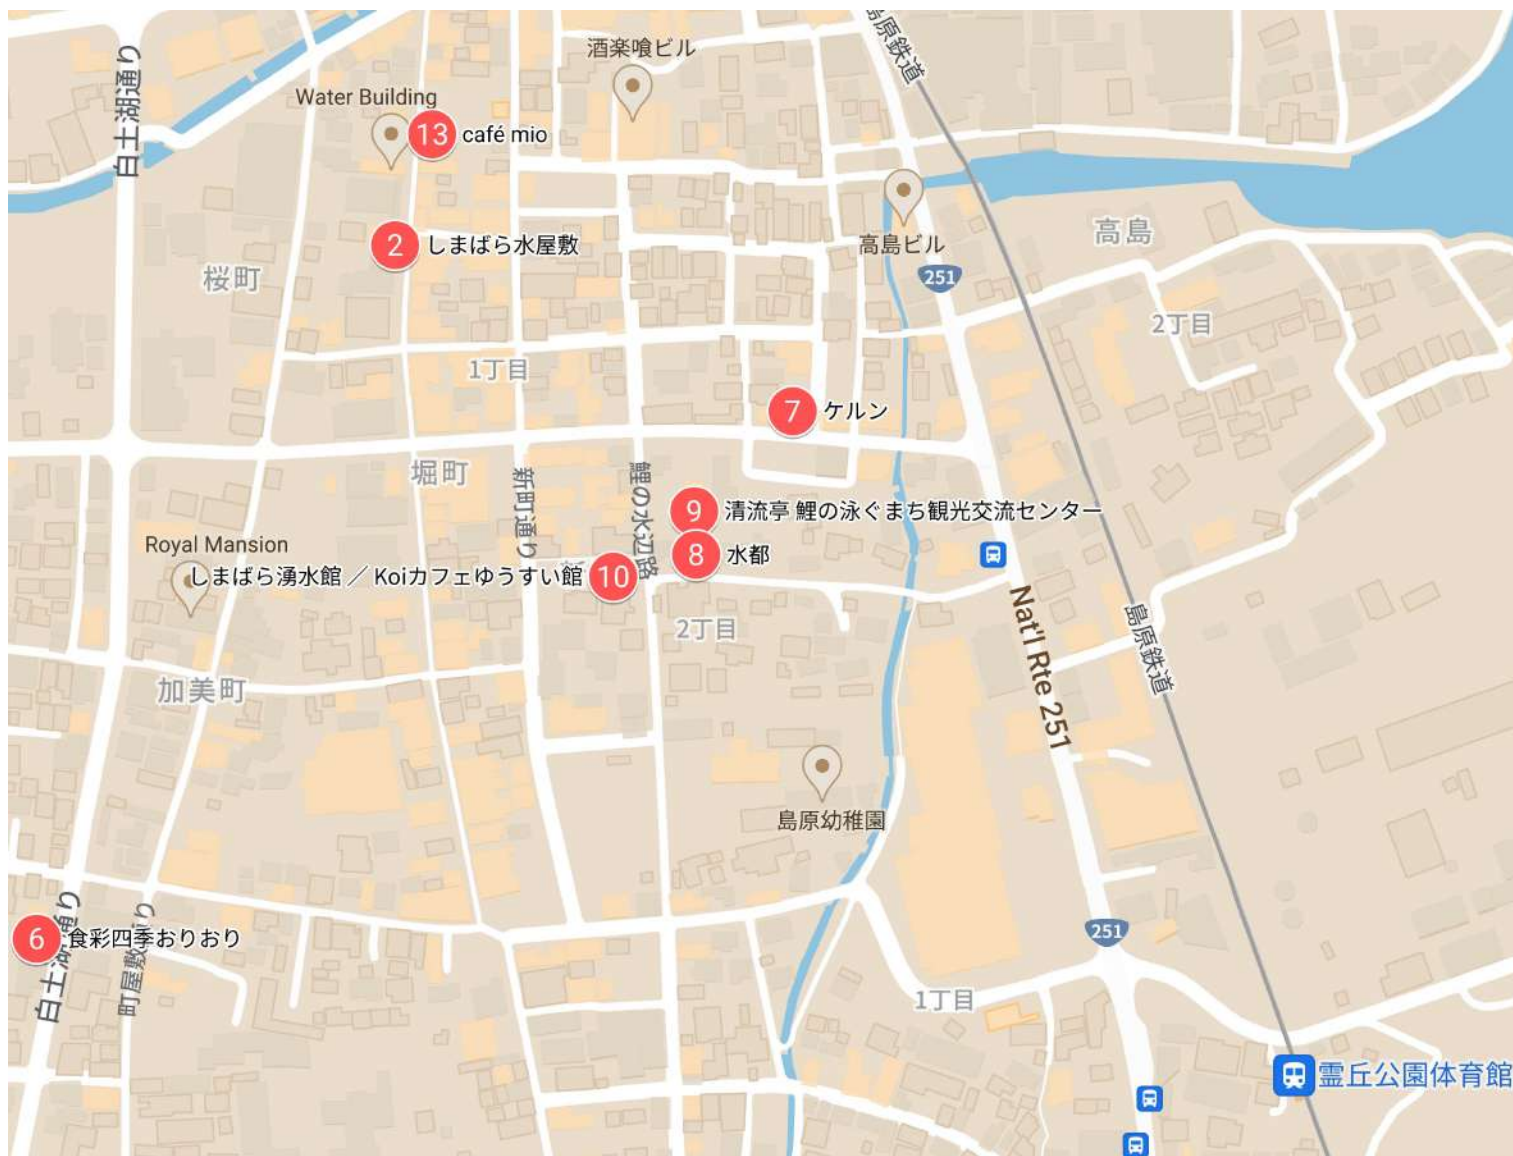 島原鉄道
酒楽喰ビル
白土湖通り
Water Building
13 café mio
高島ビル
高島
2 しまばら水屋敷
桜町
251
2丁目
1丁目
7 ケルン
堀町
新町通り
鯉の水辺路
9 清流亭 鯉の泳ぐまち観光交流センター
Royal Mansion
8 水都
しまばら湧水館 ／ Koiカフェゆうすい館 10
2丁目
Nat'l Rte 251
島原鉄道
加美町
島原幼稚園
6 食彩四季おりおり
白土湖通り
町屋敷通り
251
1丁目
霊丘公園体育館